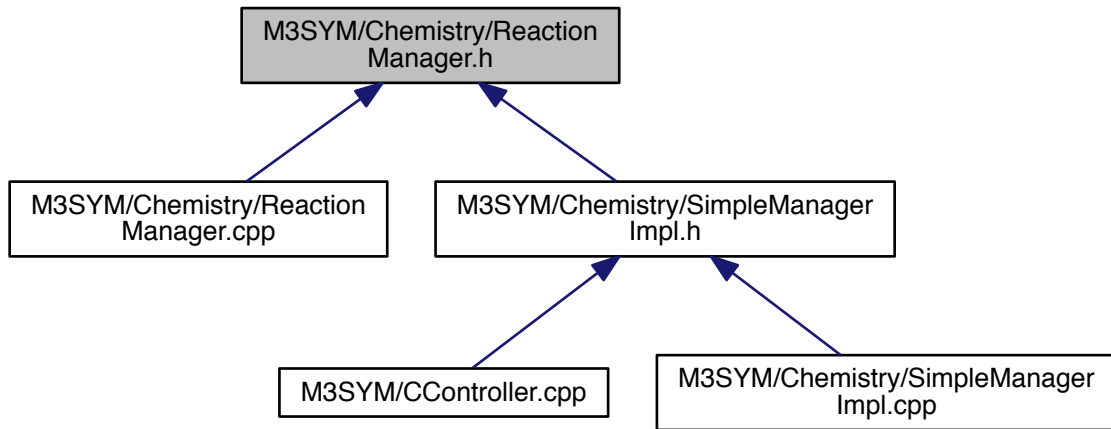 M3SYM/Chemistry/Reaction
Manager.h
M3SYM/Chemistry/Reaction
Manager.cpp
M3SYM/Chemistry/SimpleManager
Impl.h
M3SYM/CController.cpp
M3SYM/Chemistry/SimpleManager
Impl.cpp